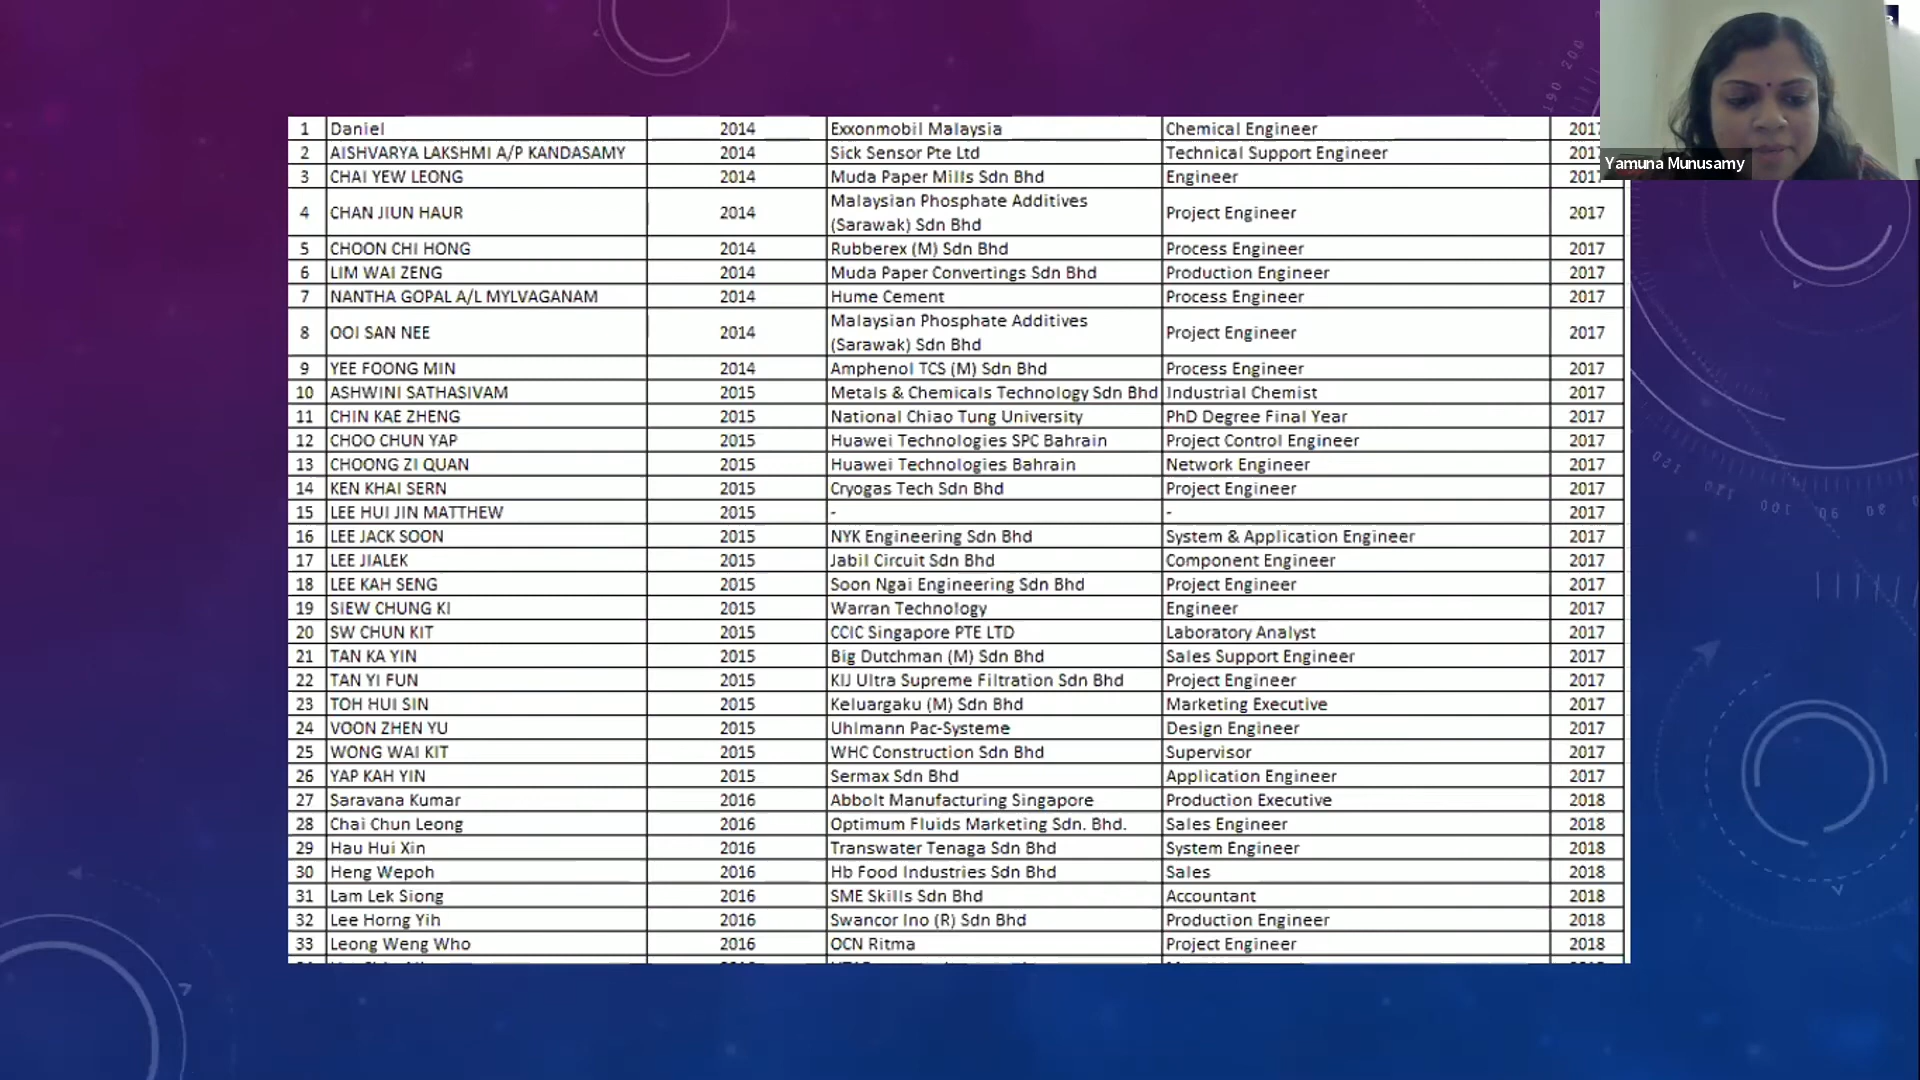 1 Daniel 2014 Exxonmobil Malaysia Chemical Engineer 2017
2 AISHVARYA LAKSHMI A/P KANDASAMY 2014 Sick Sensor Pte Ltd Technical Support Engineer 2017
3 CHAI YEW LEONG 2014 Muda Paper Mills Sdn Bhd Engineer 2017
Yamuna Munusamy
4 CHAN JIUN HAUR 2014 Malaysian Phosphate Additives (Sarawak) Sdn Bhd Project Engineer 2017
5 CHOON CHI HONG 2014 Rubberex (M) Sdn Bhd Process Engineer 2017
6 LIM WAI ZENG 2014 Muda Paper Convertings Sdn Bhd Production Engineer 2017
7 NANTHA GOPAL A/L MYLVAGANAM 2014 Hume Cement Process Engineer 2017
8 OOI SAN NEE 2014 Malaysian Phosphate Additives (Sarawak) Sdn Bhd Project Engineer 2017
9 YEE FOONG MIN 2014 Amphenol TCS (M) Sdn Bhd Process Engineer 2017
10 ASHWINI SATHASIVAM 2015 Metals & Chemicals Technology Sdn Bhd Industrial Chemist 2017
11 CHIN KAE ZHENG 2015 National Chiao Tung University PhD Degree Final Year 2017
12 CHOO CHUN YAP 2015 Huawei Technologies SPC Bahrain Project Control Engineer 2017
13 CHOONG ZI QUAN 2015 Huawei Technologies Bahrain Network Engineer 2017
14 KEN KHAI SERN 2015 Cryogas Tech Sdn Bhd Project Engineer 2017
15 LEE HUI JIN MATTHEW 2015 - - 2017
16 LEE JACK SOON 2015 NYK Engineering Sdn Bhd System & Application Engineer 2017
17 LEE JIALEK 2015 Jabil Circuit Sdn Bhd Component Engineer 2017
18 LEE KAH SENG 2015 Soon Ngai Engineering Sdn Bhd Project Engineer 2017
19 SIEW CHUNG KI 2015 Warran Technology Engineer 2017
20 SW CHUN KIT 2015 CCIC Singapore PTE LTD Laboratory Analyst 2017
21 TAN KA YIN 2015 Big Dutchman (M) Sdn Bhd Sales Support Engineer 2017
22 TAN YI FUN 2015 KIJ Ultra Supreme Filtration Sdn Bhd Project Engineer 2017
23 TOH HUI SIN 2015 Keluargaku (M) Sdn Bhd Marketing Executive 2017
24 VOON ZHEN YU 2015 Uhlmann Pac-Systeme Design Engineer 2017
25 WONG WAI KIT 2015 WHC Construction Sdn Bhd Supervisor 2017
26 YAP KAH YIN 2015 Sermax Sdn Bhd Application Engineer 2017
27 Saravana Kumar 2016 Abbolt Manufacturing Singapore Production Executive 2018
28 Chai Chun Leong 2016 Optimum Fluids Marketing Sdn. Bhd. Sales Engineer 2018
29 Hau Hui Xin 2016 Transwater Tenaga Sdn Bhd System Engineer 2018
30 Heng Wepoh 2016 Hb Food Industries Sdn Bhd Sales 2018
31 Lam Lek Siong 2016 SME Skills Sdn Bhd Accountant 2018
32 Lee Horng Yih 2016 Swancor Ino (R) Sdn Bhd Production Engineer 2018
33 Leong Weng Who 2016 OCN Ritma Project Engineer 2018